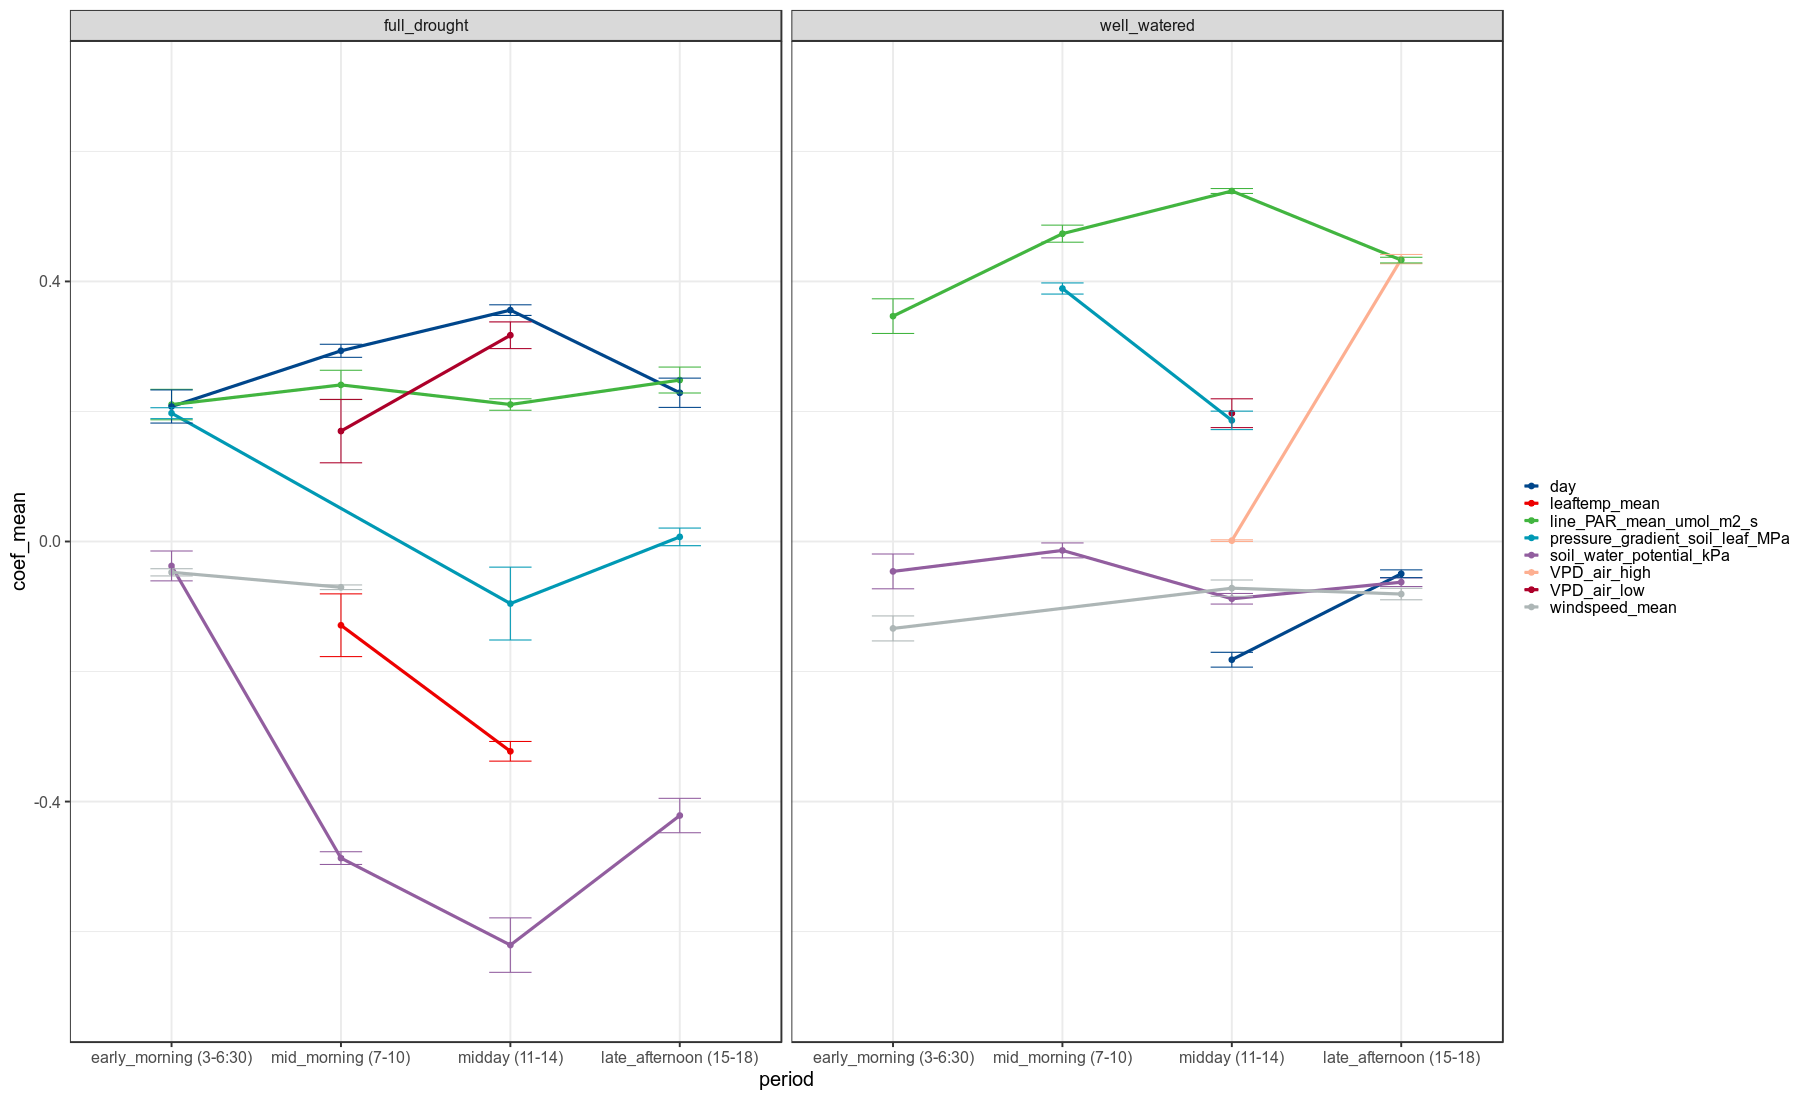 full_drought
well_watered
coef_mean
0.4
0.0
-0.4
early_morning (3-6:30)
mid_morning (7-10)
midday (11-14)
late_afternoon (15-18)
early_morning (3-6:30)
mid_morning (7-10)
midday (11-14)
late_afternoon (15-18)
period
day
leaftemp_mean
line_PAR_mean_umol_m2_s
pressure_gradient_soil_leaf_MPa
soil_water_potential_kPa
VPD_air_high
VPD_air_low
windspeed_mean